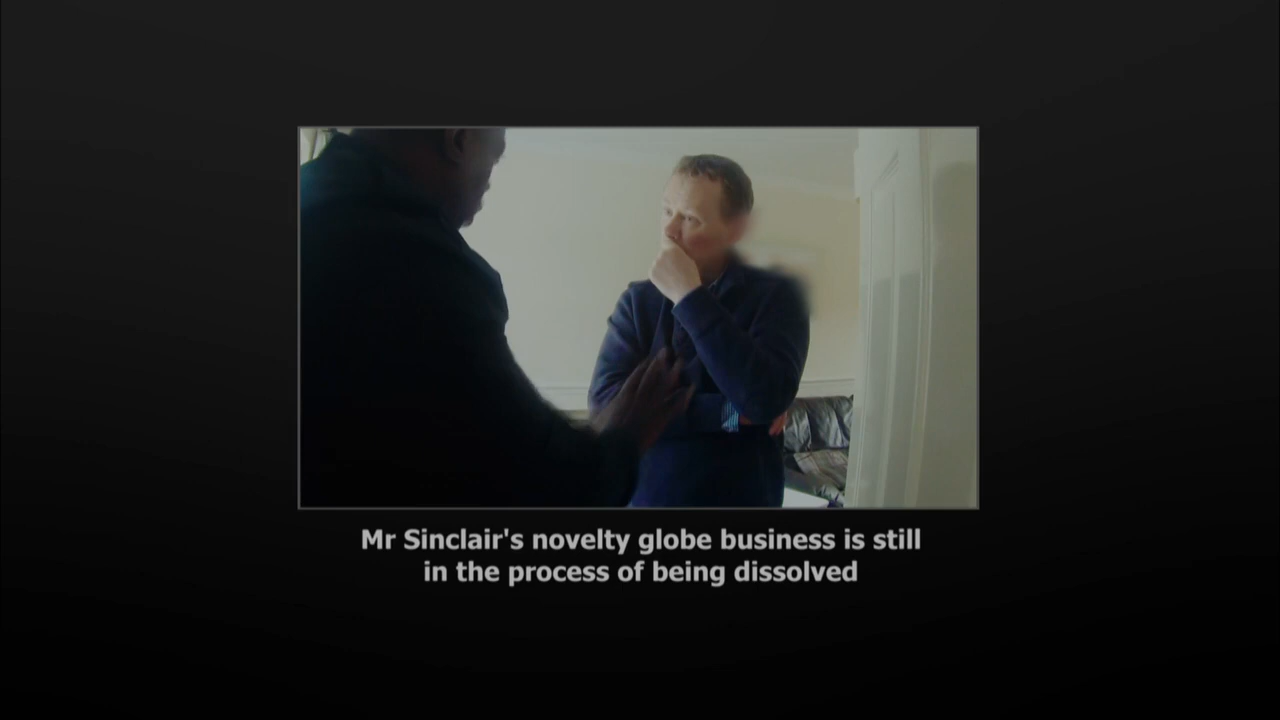 Mr Sinclair's novelty globe business is still
in the process of being dissolved